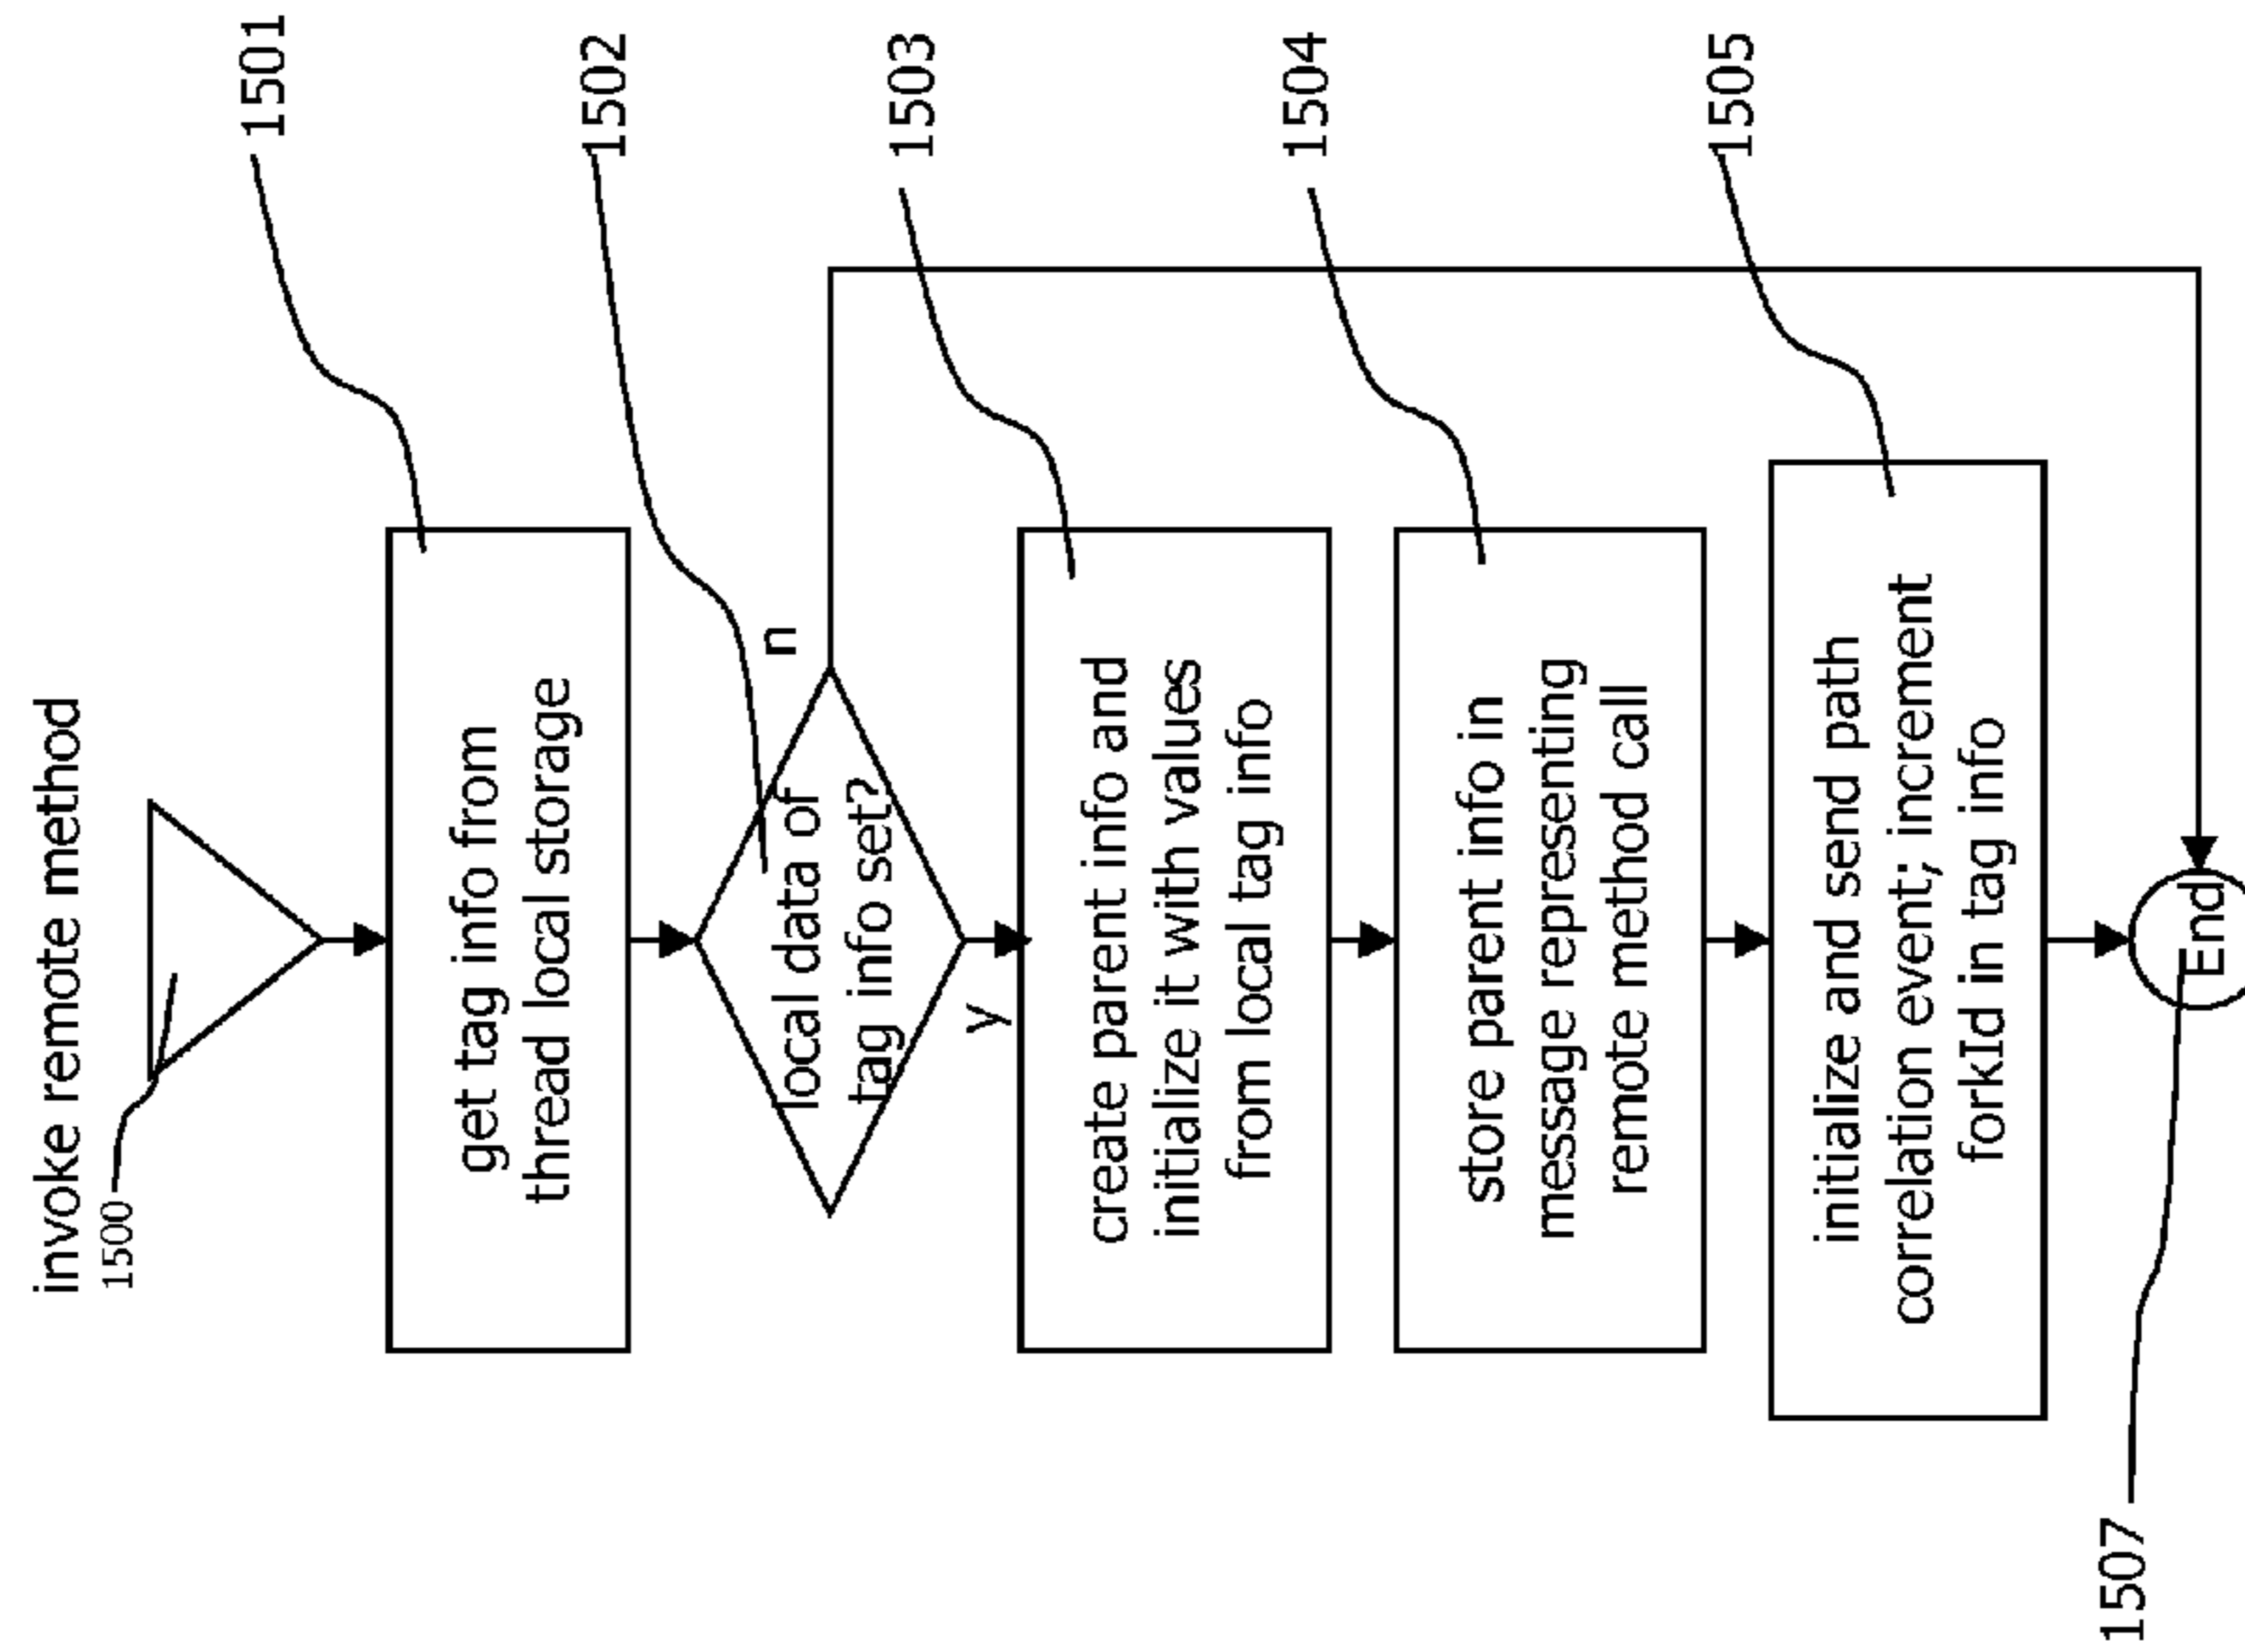 invoke remote method
1500
1501
get tag info from
thread local storage
1502
n
local data of
tag info set?
y
1503
create parent info and
initialize it with values
from local tag info
1504
store parent info in
message representing
remote method call
1505
initialize and send path
correlation event; increment
forkId in tag info
1507
End